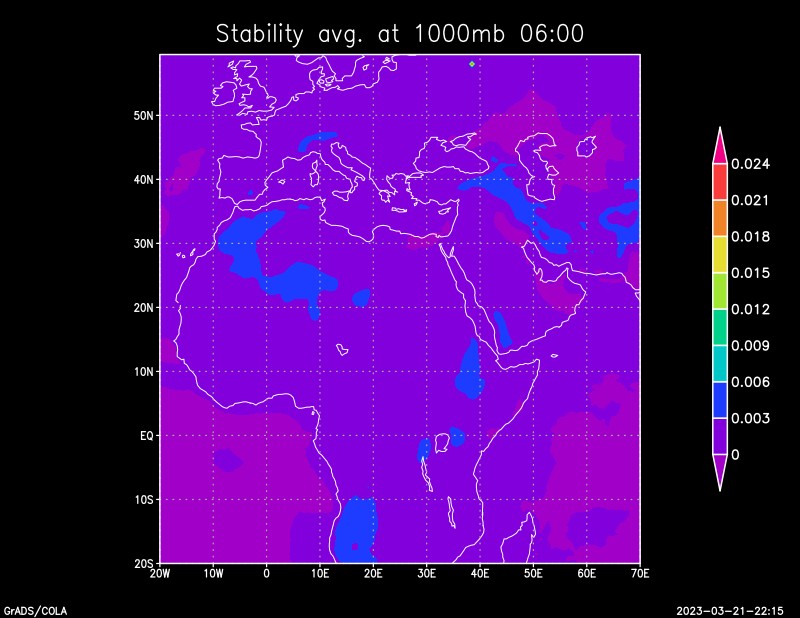 Stability avg. at 1000mb 06:00
50N
40N
30N
20N
10N
EQ
10S
20S
20W 10W 0 10E 20E 30E 40E 50E 60E 70E
0.024
0.021
0.018
0.015
0.012
0.009
0.006
0.003
0
GrADS/COLA
2023-03-21-22:15